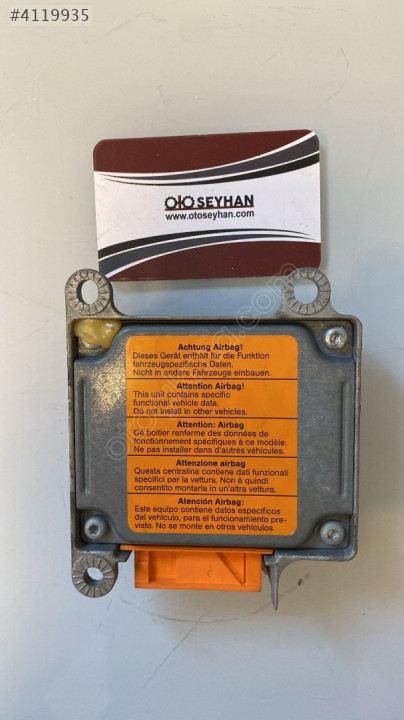 #4119935
OTO SEYHAN
www.otoseyhan.com
Achtung Airbag!
Dieses Gerät enthält für die Funktion
fahrzeugspezifische Daten.
Nicht in andere Fahrzeuge einbauen.
Attention Airbag!
This unit contains specific
functional vehicle data.
Do not install in other vehicles.
Attention: Airbag
Ce boitier renferme des données de
fonctionnement spécifiques à ce modèle.
Ne pas installer dans d'autres véhicules.
Attenzione airbag
Questa centralina contiene dati funzionali
specifici per la vettura. Non è quindi
consentito montarla in un'altra vettura.
Atención Airbag:
Este equipo contiene datos específicos
del vehículo, para el funcionamiento pre-
visto. No se monte en otros vehículos.